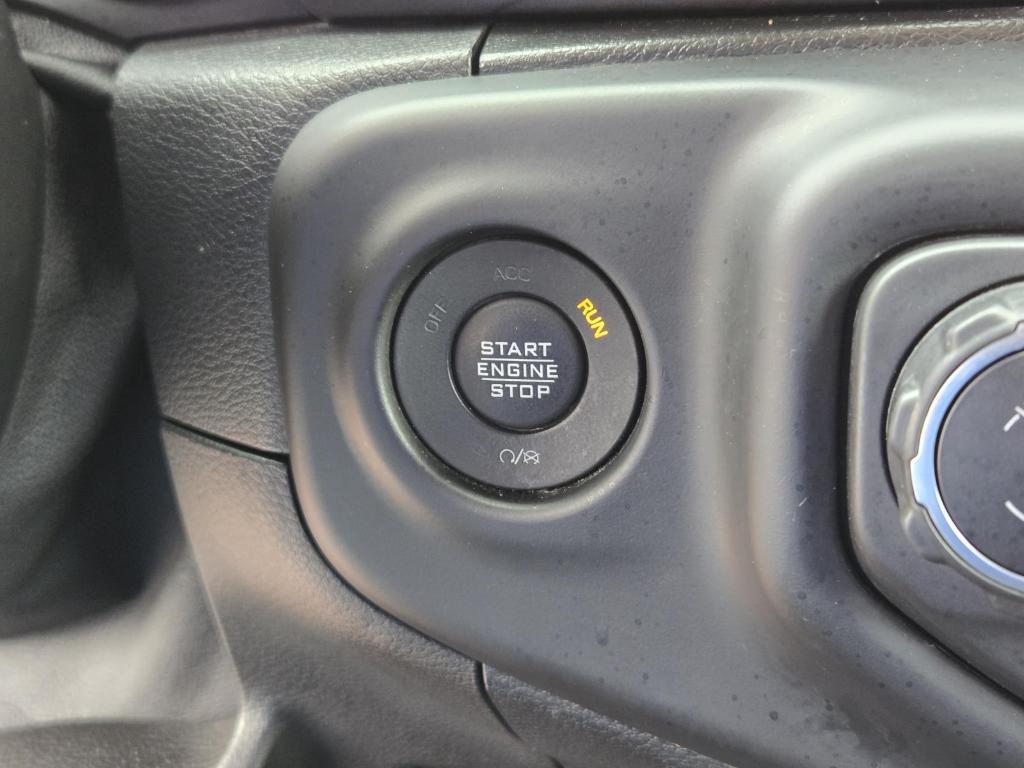 ACC
OFF
RUN
START
ENGINE
STOP